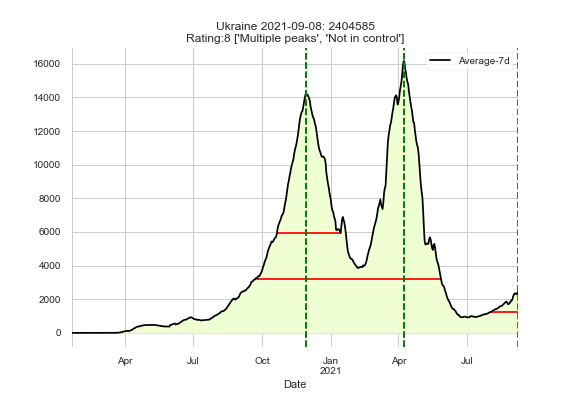 Ukraine 2021-09-08: 2404585
Rating:8 ['Multiple peaks', 'Not in control']
Average-7d
16000
14000
12000
10000
8000
6000
4000
2000
0
Apr Jul Oct Jan Apr Jul
2021
Date